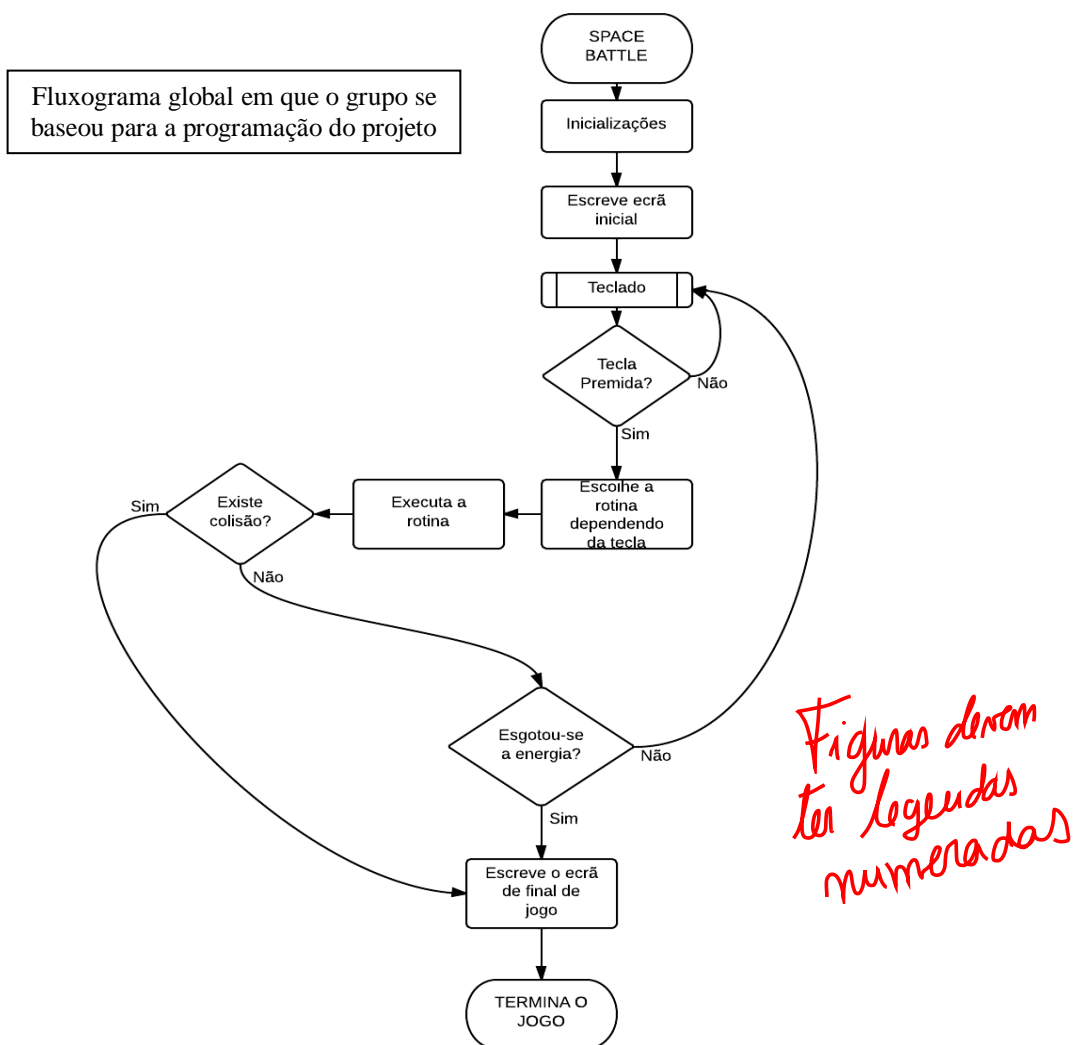 SPACE
BATTLE
Fluxograma global em que o grupo se
baseou para a programação do projeto
Inicializações
Escreve ecrã
inicial
Teclado
Tecla
Premida?
Não
Sim
Escolhe a
rotina
dependendo
da tecla
Executa a
rotina
Existe
colisão?
Sim
Não
Esgotou-se
a energia?
Não
Sim
Figuras devem
ter legendas
numeradas
Escreve o ecrã
de final de
jogo
TERMINA O
JOGO